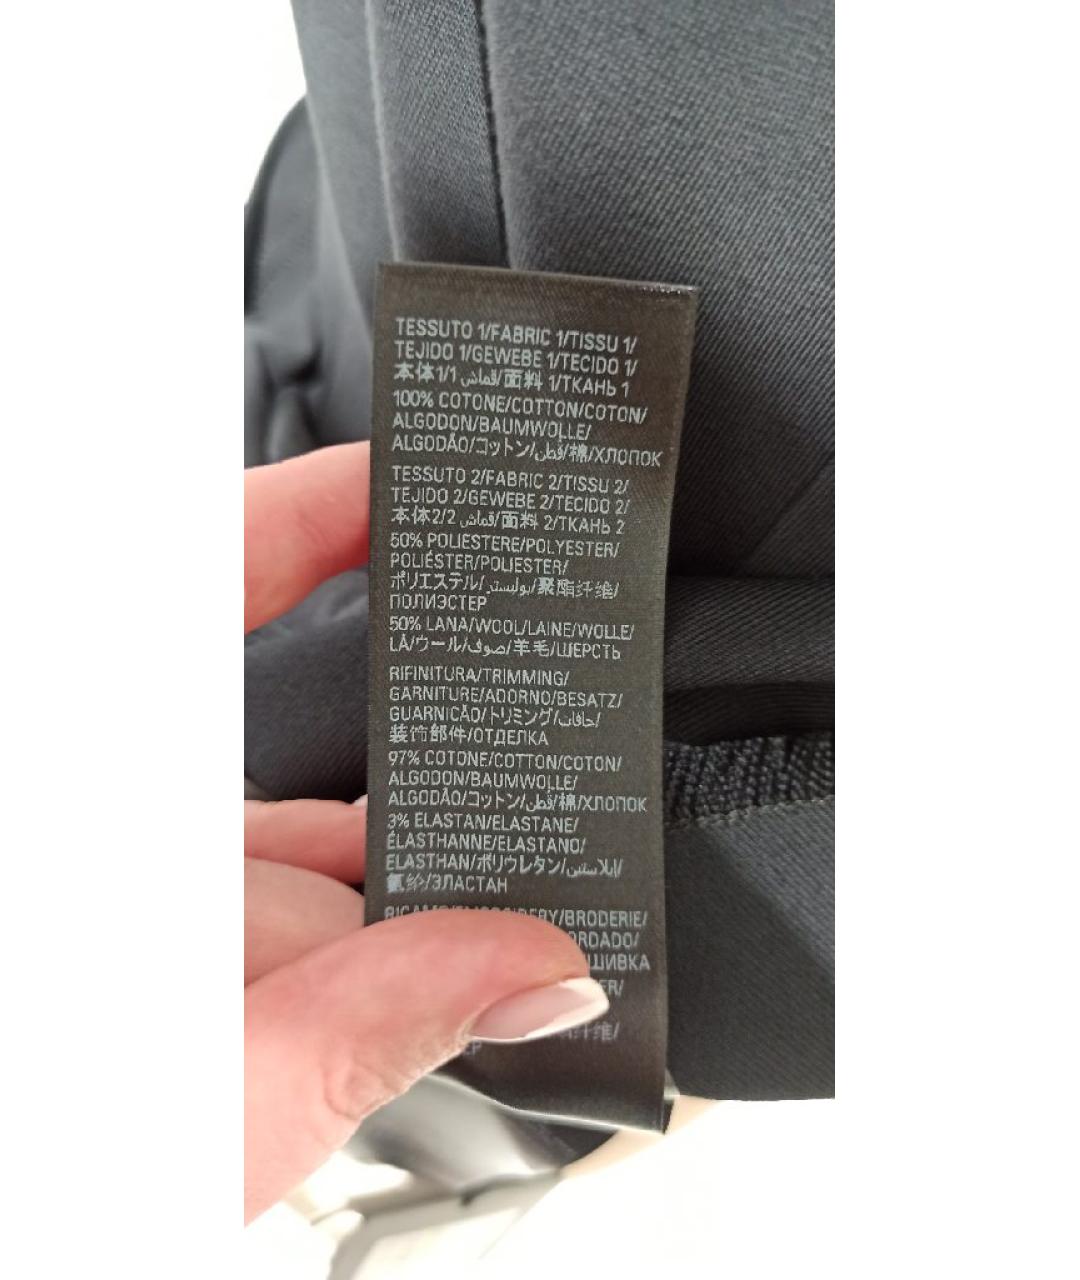 TESSUTO 1/FABRIC 1/TISSU 1/
TEJIDO 1/GEWEBE 1/TECIDO 1/
本体1/1 قماش/面料 1/ТКАНЬ 1
100% COTONE/COTTON/COTON/
ALGODON/BAUMWOLLE/
ALGODÃO/コットン/قطن/棉/ХЛОПОК
TESSUTO 2/FABRIC 2/TISSU 2/
TEJIDO 2/GEWEBE 2/TECIDO 2/
本体2/2 قماش/面料 2/ТКАНЬ 2
50% POLIESTERE/POLYESTER/
POLIÉSTER/POLIESTER/
ポリエステル/بوليستر/聚酯纤维/
ПОЛИЭСТЕР
50% LANA/WOOL/LAINE/WOLLE/
LÃ/ウール/صوف/羊毛/ШЕРСТЬ
RIFINITURA/TRIMMING/
GARNITURE/ADORNO/BESATZ/
GUARNICÃO/トリミング/حافات/
装饰部件/ОТДЕЛКА
97% COTONE/COTTON/COTON/
ALGODON/BAUMWOLLE/
ALGODÃO/コットン/قطن/棉/ХЛОПОК
3% ELASTAN/ELASTANE/
ÉLASTHANNE/ELASTANO/
ELASTHAN/ポリウレタン/إيلاستين/
氨纶/ЭЛАСТАН
/BRODERIE/